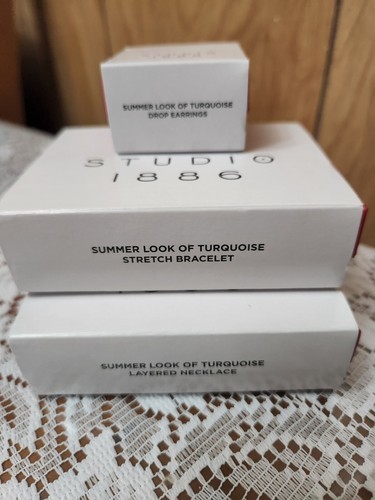 SUMMER LOOK OF TURQUOISE
DROP EARRINGS
STUDIO
1886
SUMMER LOOK OF TURQUOISE
STRETCH BRACELET
SUMMER LOOK OF TURQUOISE
LAYERED NECKLACE